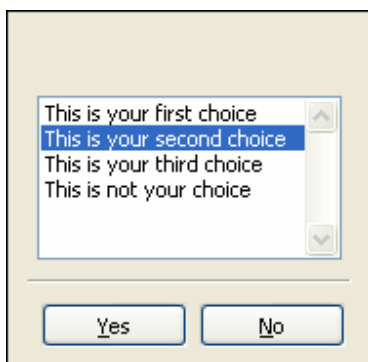 This is your first choice
This is your second choice
This is your third choice
This is not your choice
Yes
No